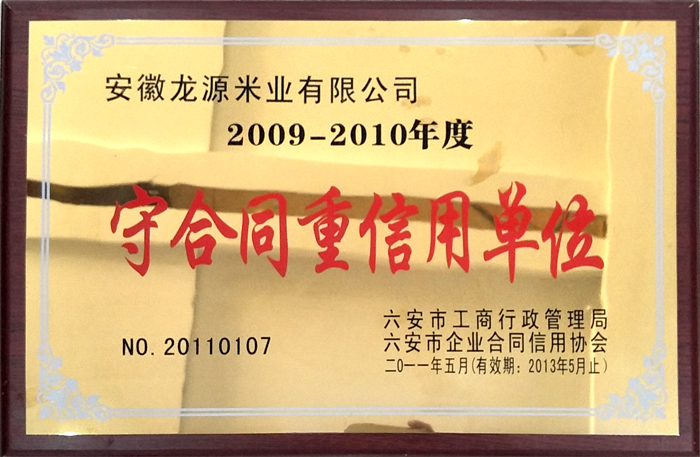 安徽龙源米业有限公司
2009-2010年度
守合同重信用单位
六安市工商行政管理局
NO. 20110107
六安市企业合同信用协会
二〇一一年五月(有效期：2013年5月止)